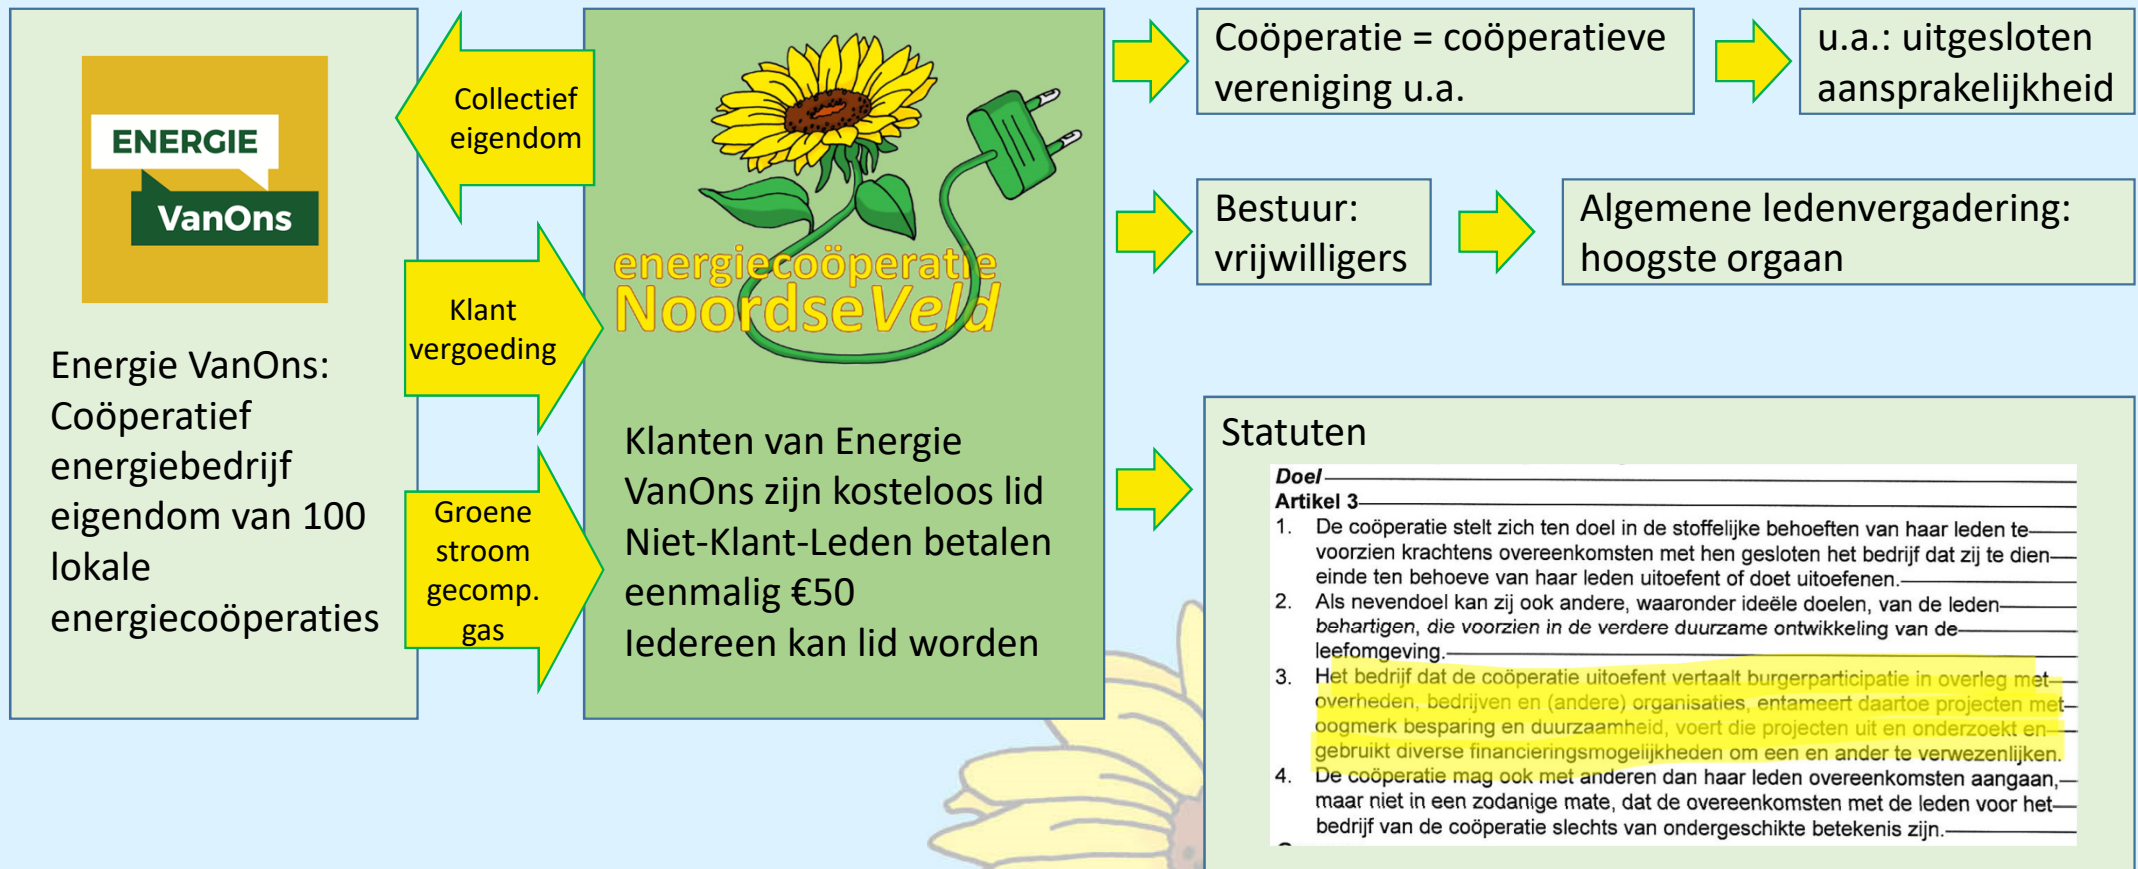 ENERGIE
VanOns
Energie VanOns:
Coöperatief
energiebedrijf
eigendom van 100
lokale
energiecoöperaties
Collectief
eigendom
Klant
vergoeding
Groene
stroom
gecomp.
gas
energiecoöperatie
NoordseVeld
Klanten van Energie
VanOns zijn kosteloos lid
Niet-Klant-Leden betalen
eenmalig €50
Iedereen kan lid worden
Coöperatie = coöperatieve
vereniging u.a.
u.a.: uitgesloten
aansprakelijkheid
Bestuur:
vrijwilligers
Algemene ledenvergadering:
hoogste orgaan
Statuten
Doel
Artikel 3
1. De coöperatie stelt zich ten doel in de stoffelijke behoeften van haar leden te
voorzien krachtens overeenkomsten met hen gesloten het bedrijf dat zij te dien
einde ten behoeve van haar leden uitoefent of doet uitoefenen.
2. Als nevendoel kan zij ook andere, waaronder ideële doelen, van de leden
behartigen, die voorzien in de verdere duurzame ontwikkeling van de
leefomgeving.
3. Het bedrijf dat de coöperatie uitoefent vertaalt burgerparticipatie in overleg met
overheden, bedrijven en (andere) organisaties, entameert daartoe projecten met
oogmerk besparing en duurzaamheid, voert die projecten uit en onderzoekt en
gebruikt diverse financieringsmogelijkheden om een en ander te verwezenlijken.
4. De coöperatie mag ook met anderen dan haar leden overeenkomsten aangaan,
maar niet in een zodanige mate, dat de overeenkomsten met de leden voor het
bedrijf van de coöperatie slechts van ondergeschikte betekenis zijn.